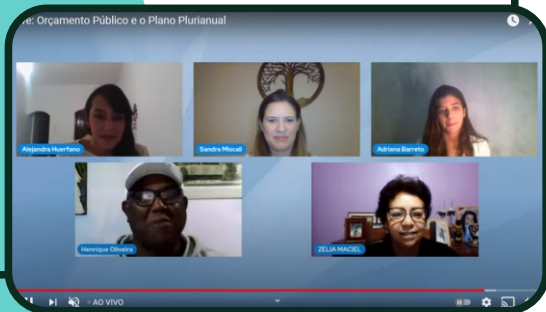 e: Orçamento Público e o Plano Plurianual
Alejandra Huerfano
Sandra Miscali
Adriana Barreto
Henrique Oliveira
ZÉLIA MACIEL
AO VIVO